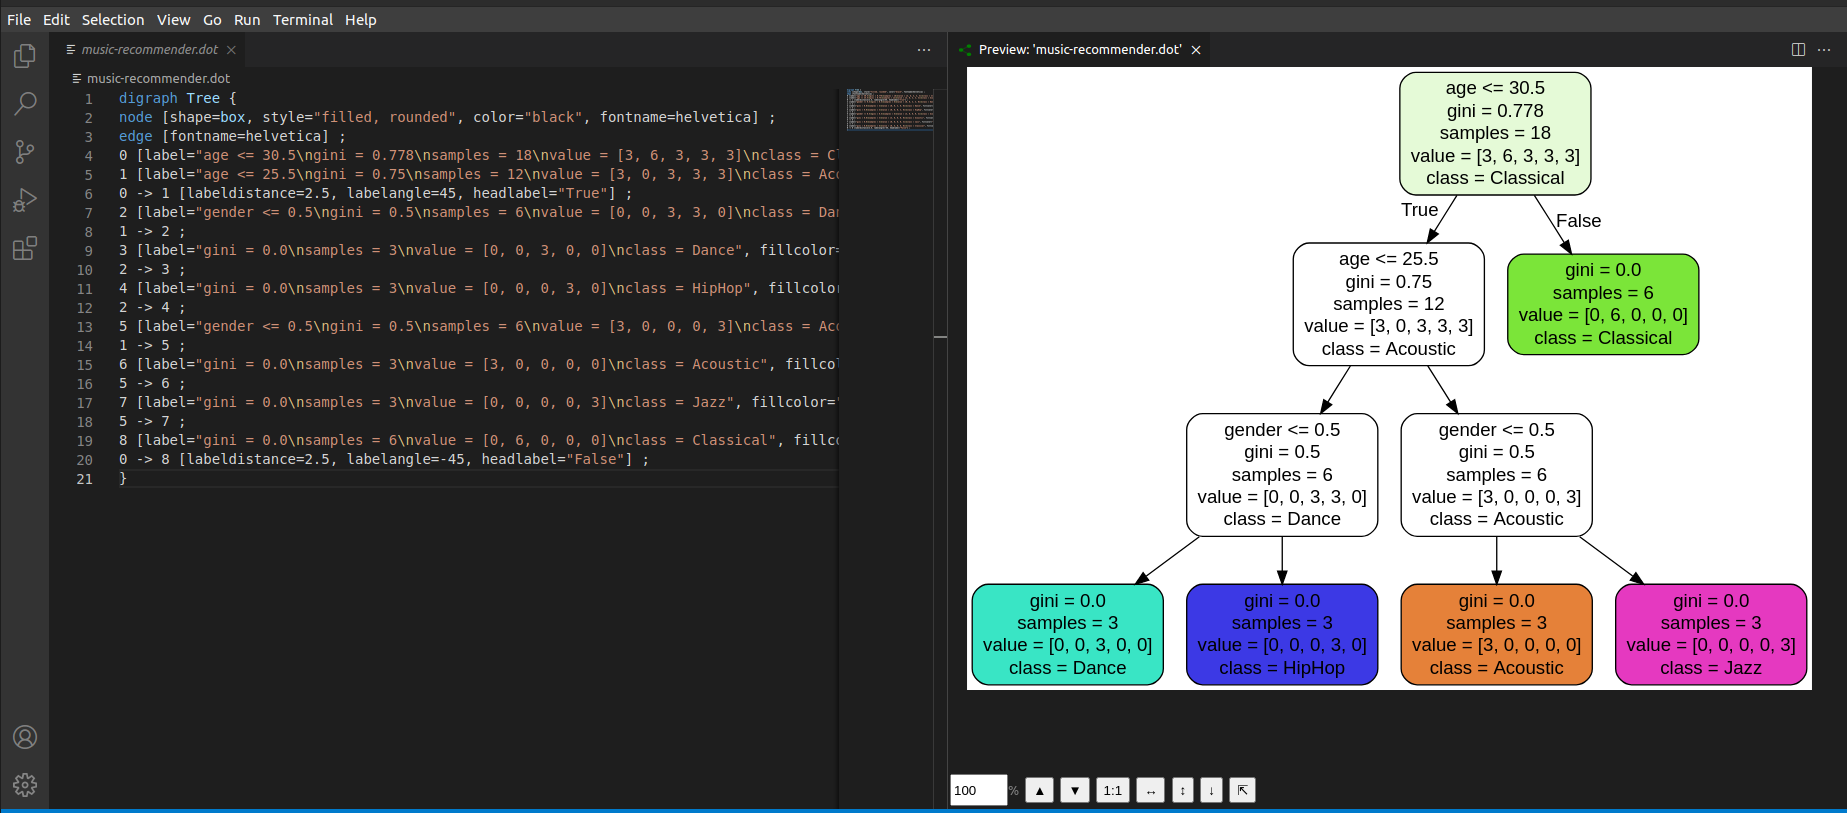 File Edit Selection View Go Run Terminal Help
music-recommender.dot
music-recommender.dot
1 digraph Tree {
2 node [shape=box, style="filled, rounded", color="black", fontname=helvetica] ;
3 edge [fontname=helvetica] ;
4 0 [label="age <= 30.5\ngini = 0.778\nsamples = 18\nvalue = [3, 6, 3, 3, 3]\nclass = Cl
5 1 [label="age <= 25.5\ngini = 0.75\nsamples = 12\nvalue = [3, 0, 3, 3, 3]\nclass = Aco
6 0 -> 1 [labeldistance=2.5, labelangle=45, headlabel="True"] ;
7 2 [label="gender <= 0.5\ngini = 0.5\nsamples = 6\nvalue = [0, 0, 3, 3, 0]\nclass = Dan
8 1 -> 2 ;
9 3 [label="gini = 0.0\nsamples = 3\nvalue = [0, 0, 3, 0, 0]\nclass = Dance", fillcolor=
10 2 -> 3 ;
11 4 [label="gini = 0.0\nsamples = 3\nvalue = [0, 0, 0, 3, 0]\nclass = HipHop", fillcolor
12 2 -> 4 ;
13 5 [label="gender <= 0.5\ngini = 0.5\nsamples = 6\nvalue = [3, 0, 0, 0, 3]\nclass = Aco
14 1 -> 5 ;
15 6 [label="gini = 0.0\nsamples = 3\nvalue = [3, 0, 0, 0, 0]\nclass = Acoustic", fillco
16 5 -> 6 ;
17 7 [label="gini = 0.0\nsamples = 3\nvalue = [0, 0, 0, 0, 3]\nclass = Jazz", fillcolor="
18 5 -> 7 ;
19 8 [label="gini = 0.0\nsamples = 6\nvalue = [0, 6, 0, 0, 0]\nclass = Classical", fillco
20 0 -> 8 [labeldistance=2.5, labelangle=-45, headlabel="False"] ;
21 }
Preview: 'music-recommender.dot'
age <= 30.5
gini = 0.778
samples = 18
value = [3, 6, 3, 3, 3]
class = Classical
True
False
age <= 25.5
gini = 0.75
samples = 12
value = [3, 0, 3, 3, 3]
class = Acoustic
gini = 0.0
samples = 6
value = [0, 6, 0, 0, 0]
class = Classical
gender <= 0.5
gini = 0.5
samples = 6
value = [0, 0, 3, 3, 0]
class = Dance
gender <= 0.5
gini = 0.5
samples = 6
value = [3, 0, 0, 0, 3]
class = Acoustic
gini = 0.0
samples = 3
value = [0, 0, 3, 0, 0]
class = Dance
gini = 0.0
samples = 3
value = [0, 0, 0, 3, 0]
class = HipHop
gini = 0.0
samples = 3
value = [3, 0, 0, 0, 0]
class = Acoustic
gini = 0.0
samples = 3
value = [0, 0, 0, 0, 3]
class = Jazz
100 % ▲ ▼ 1:1 ↔ ↕ ↓ ⇱